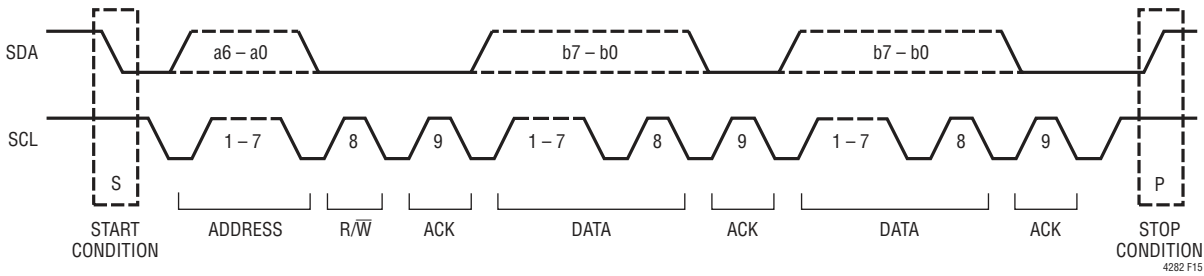 SDA
a6 – a0
b7 – b0
b7 – b0
SCL
1 – 7
8
9
1 – 7
8
9
1 – 7
8
9
S
P
START
CONDITION
ADDRESS
R/W̅
ACK
DATA
ACK
DATA
ACK
STOP
CONDITION
4282 F15